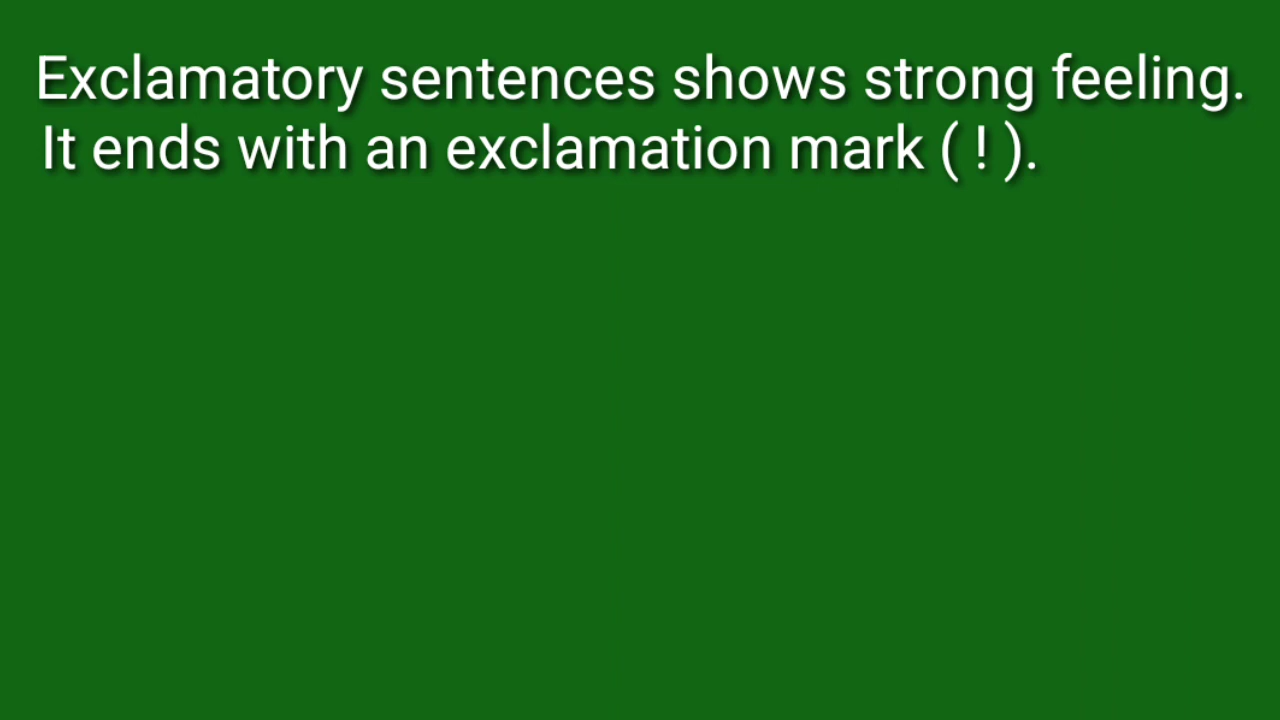 Exclamatory sentences shows strong feeling.
It ends with an exclamation mark ( ! ).